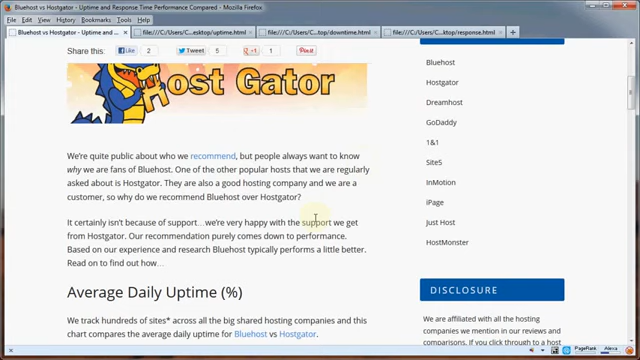 Bluehost vs Hostgator - Uptime and Response Time Performance Compared - Mozilla Firefox
File Edit View History Bookmarks Tools Help
Bluehost vs Hostgator - Uptime and ... file:///C:/Users/C...esktop/uptime.html file:///C:/Users/C...top/downtime.html file:///C:/Users/C...ktop/response.html
Share this: Like 2 Tweet 5 +1 1 Pin it
Host Gator
Bluehost
Hostgator
Dreamhost
GoDaddy
1&1
Site5
InMotion
iPage
Just Host
HostMonster
We're quite public about who we recommend, but people always want to know
why we are fans of Bluehost. One of the other popular hosts that we are regularly
asked about is Hostgator. They are also a good hosting company and we are a
customer, so why do we recommend Bluehost over Hostgator?
It certainly isn't because of support...we're very happy with the support we get
from Hostgator. Our recommendation purely comes down to performance.
Based on our experience and research Bluehost typically performs a little better.
Read on to find out how...
Average Daily Uptime (%)
We track hundreds of sites* across all the big shared hosting companies and this
chart compares the average daily uptime for Bluehost vs Hostgator.
DISCLOSURE
We are affiliated with all the hosting
companies we mention in our reviews and
comparisons. If you click through to a host
PageRank Alexa